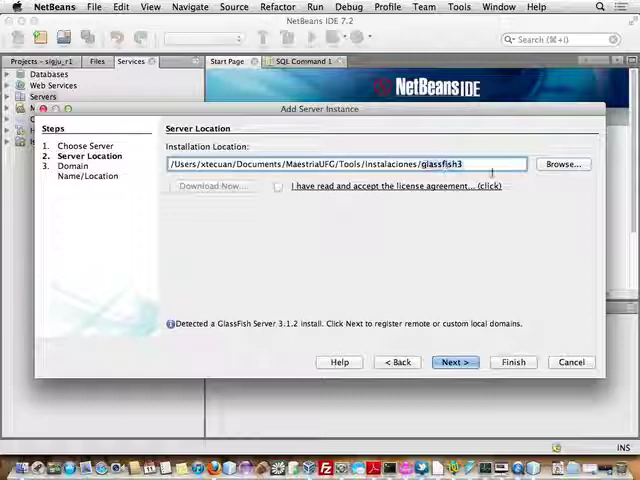 NetBeans File Edit View Navigate Source Refactor Run Debug Profile Team Tools Window Help
NetBeans IDE 7.2
Search (⌘+I)
Projects – sigju_r1 Files Services Start Page SQL Command 1
Databases
Web Services
Servers
NetBeans IDE
Add Server Instance
Steps
1. Choose Server
2. Server Location
3. Domain
Name/Location
Server Location
Installation Location:
/Users/xtecuan/Documents/MaestriaUFG/Tools/Instalaciones/glassfish3
Browse...
Download Now...
I have read and accept the license agreement... (click)
Detected a GlassFish Server 3.1.2 install. Click Next to register remote or custom local domains.
Help < Back Next > Finish Cancel
INS